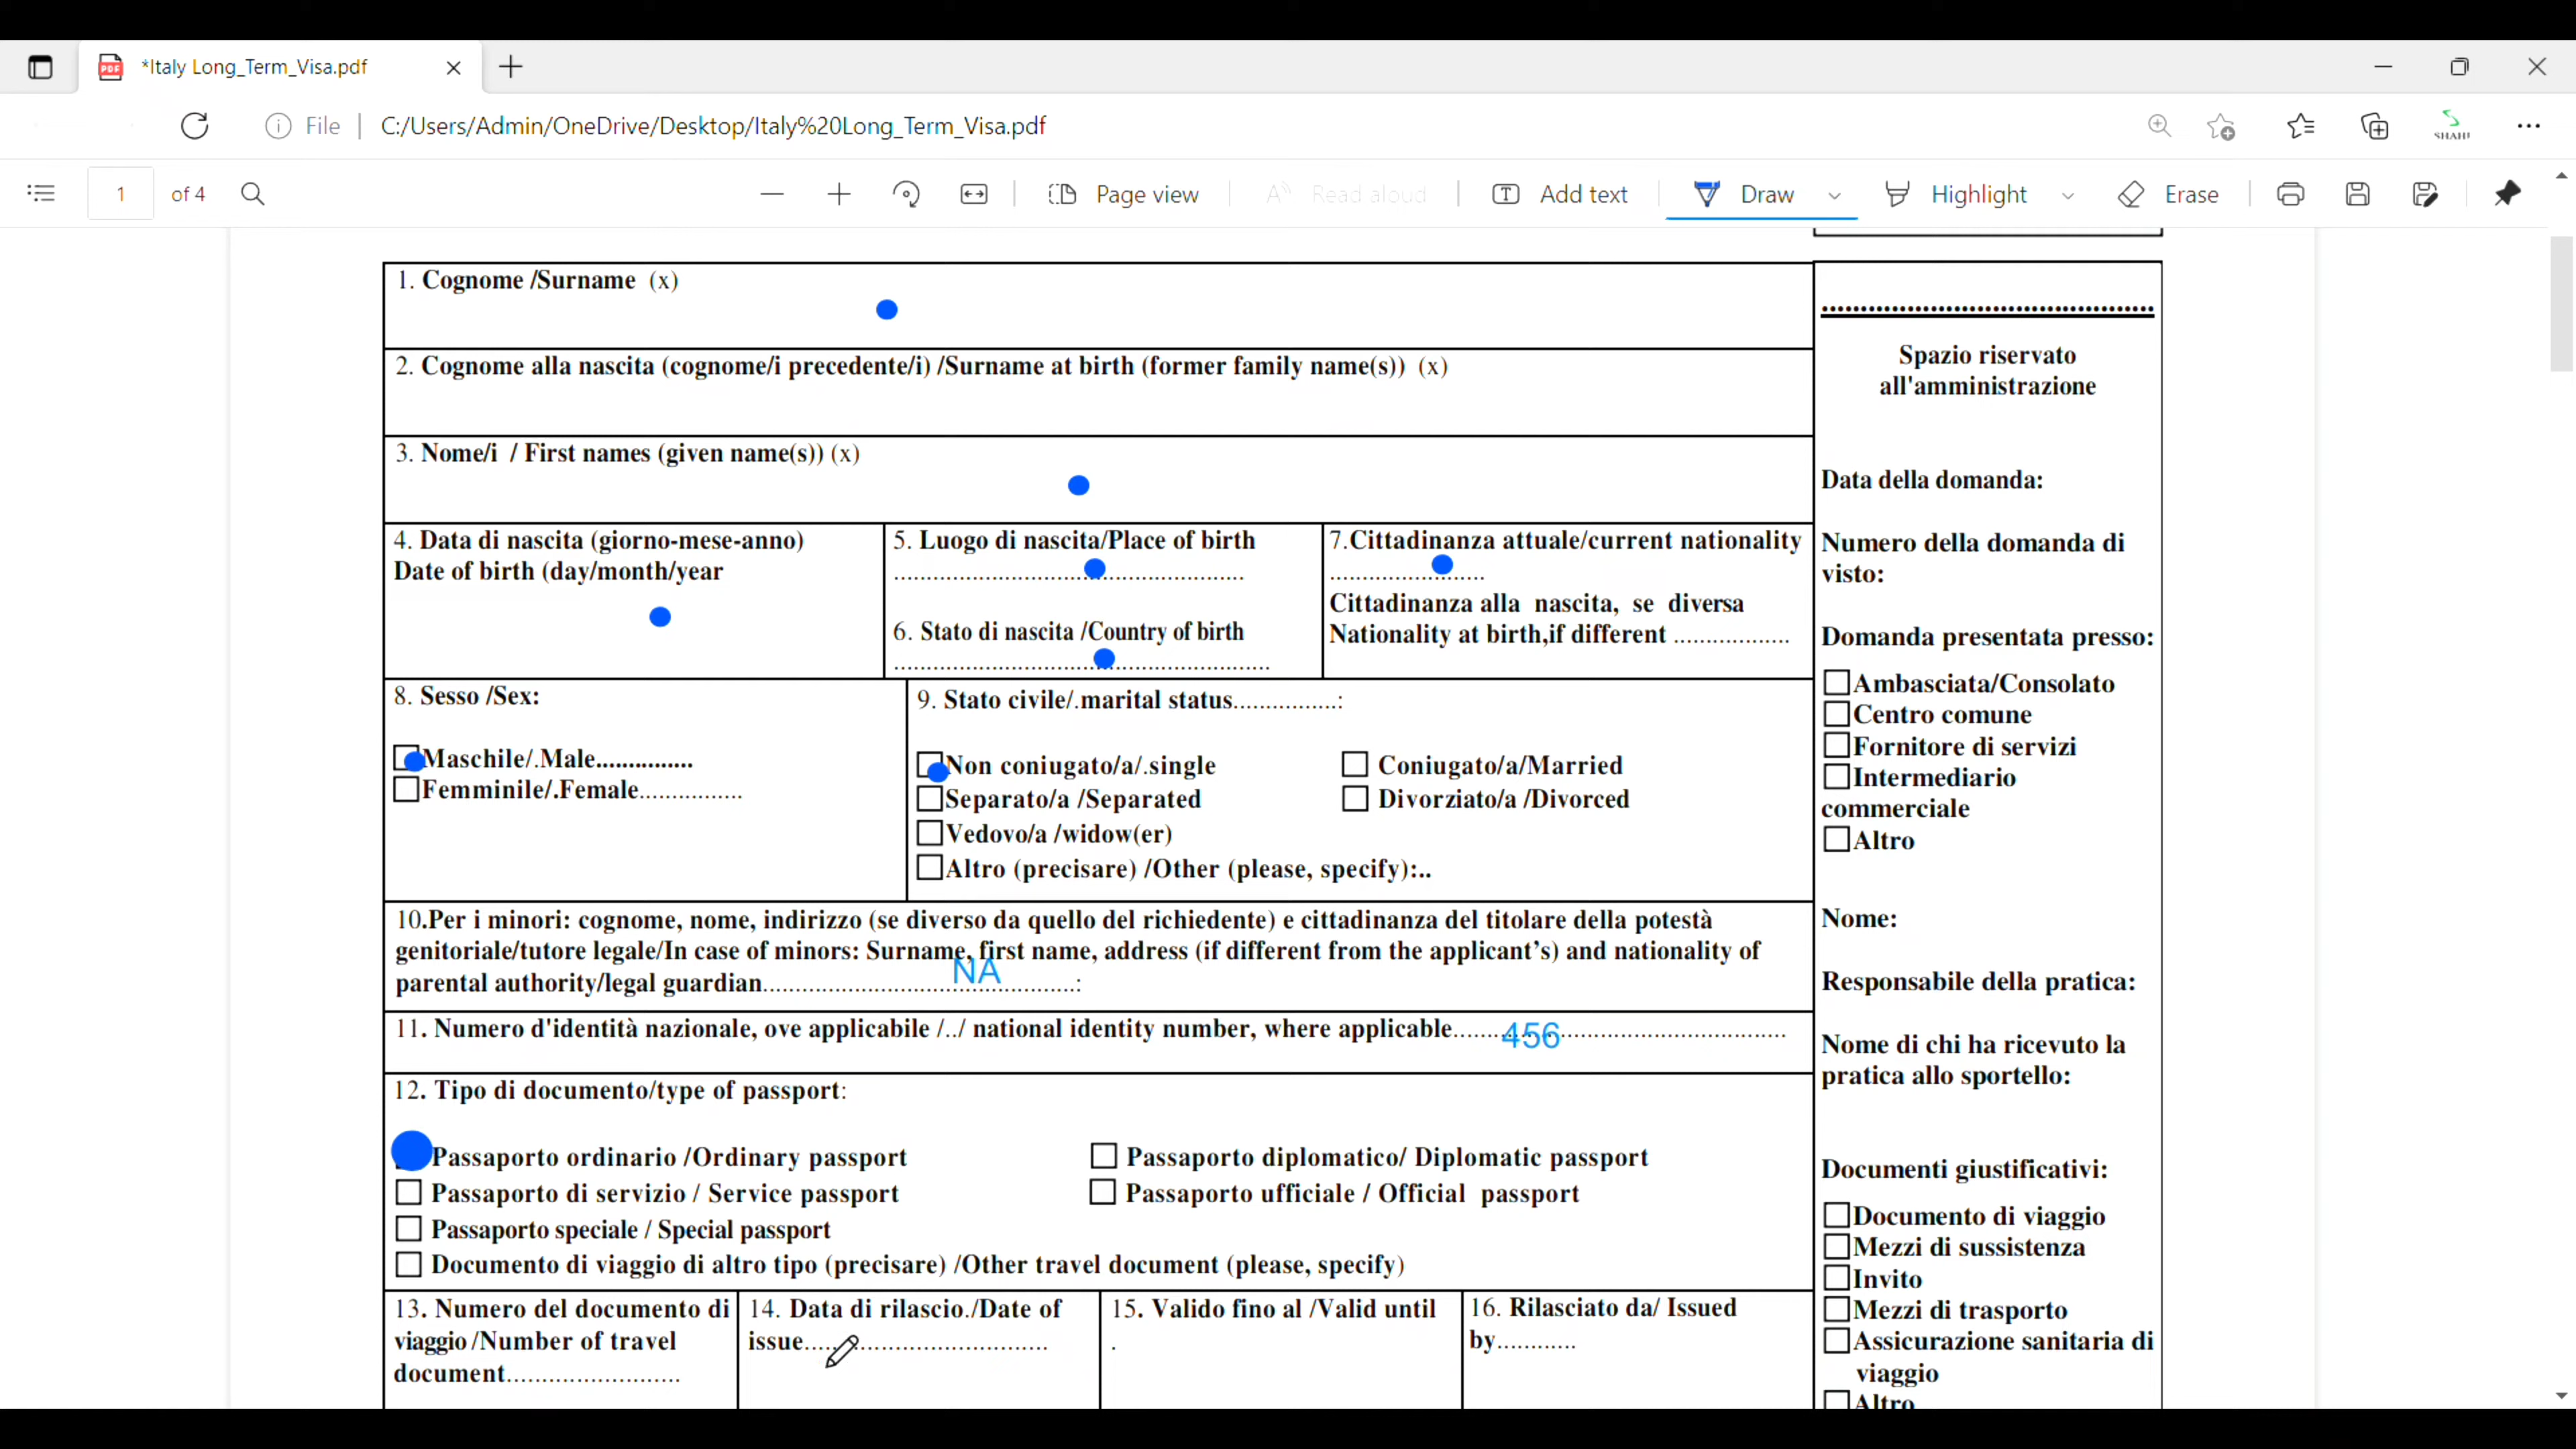 *Italy Long_Term_Visa.pdf
File
C:/Users/Admin/OneDrive/Desktop/Italy%20Long_Term_Visa.pdf
SHAH!
1 of 4
Page view
Read aloud
Add text
Draw
Highlight
Erase
1. Cognome /Surname (x)
2. Cognome alla nascita (cognome/i precedente/i) /Surname at birth (former family name(s)) (x)
3. Nome/i / First names (given name(s)) (x)
4. Data di nascita (giorno-mese-anno)
Date of birth (day/month/year
5. Luogo di nascita/Place of birth
......................................................
6. Stato di nascita /Country of birth
..........................................................
7.Cittadinanza attuale/current nationality
........................
Cittadinanza alla nascita, se diversa
Nationality at birth,if different ..................
8. Sesso /Sex:
Maschile/.Male...............
Femminile/.Female................
9. Stato civile/.marital status................:
Non coniugato/a/.single
Coniugato/a/Married
Separato/a /Separated
Divorziato/a /Divorced
Vedovo/a /widow(er)
Altro (precisare) /Other (please, specify):..
10.Per i minori: cognome, nome, indirizzo (se diverso da quello del richiedente) e cittadinanza del titolare della potestà
genitoriale/tutore legale/In case of minors: Surname, first name, address (if different from the applicant's) and nationality of
parental authority/legal guardian................................................:
NA
11. Numero d'identità nazionale, ove applicabile /../ national identity number, where applicable...................................................
456
12. Tipo di documento/type of passport:
Passaporto ordinario /Ordinary passport
Passaporto diplomatico/ Diplomatic passport
Passaporto di servizio / Service passport
Passaporto ufficiale / Official passport
Passaporto speciale / Special passport
Documento di viaggio di altro tipo (precisare) /Other travel document (please, specify)
13. Numero del documento di
viaggio /Number of travel
document..........................
14. Data di rilascio./Date of
issue.....................................
15. Valido fino al /Valid until
.
16. Rilasciato da/ Issued
by............
..........................................
Spazio riservato
all'amministrazione
Data della domanda:
Numero della domanda di
visto:
Domanda presentata presso:
Ambasciata/Consolato
Centro comune
Fornitore di servizi
Intermediario
commerciale
Altro
Nome:
Responsabile della pratica:
Nome di chi ha ricevuto la
pratica allo sportello:
Documenti giustificativi:
Documento di viaggio
Mezzi di sussistenza
Invito
Mezzi di trasporto
Assicurazione sanitaria di
viaggio
Altro